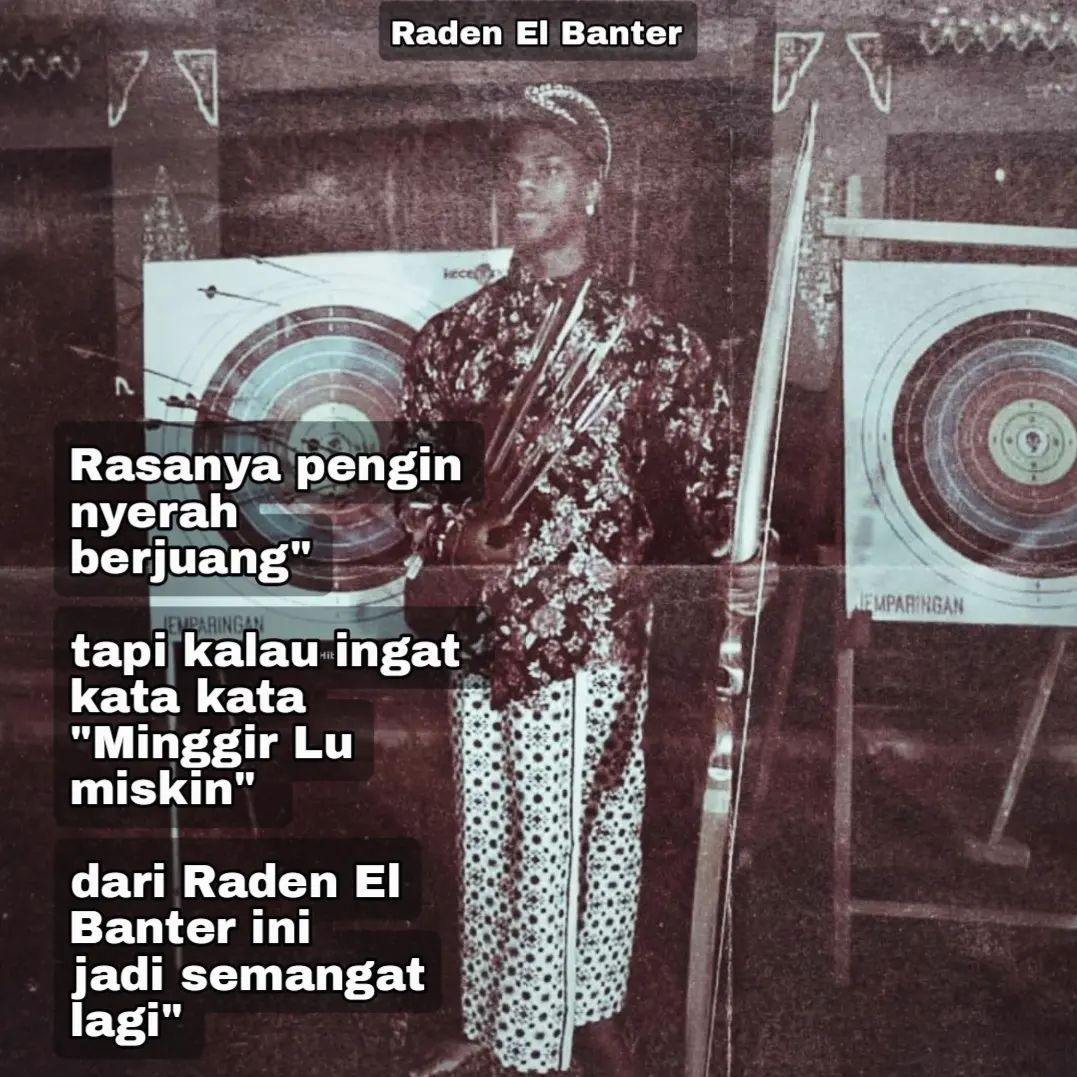 Raden El Banter
Rasanya pengin
nyerah
berjuang"
JEMPARINGAN
JEMPARINGAN
tapi kalau ingat
kata kata
"Minggir Lu
miskin"
dari Raden El
Banter ini
jadi semangat
lagi"